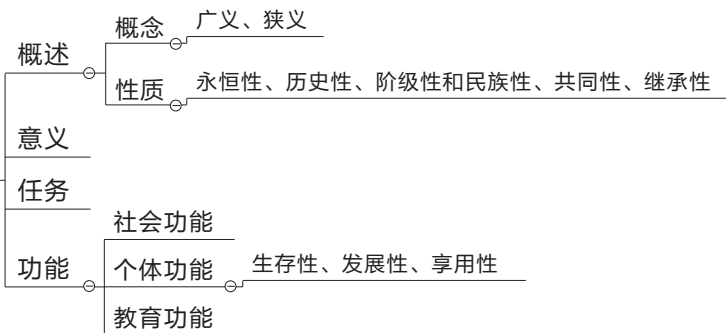 概述
概念
广义、狭义
性质
永恒性、历史性、阶级性和民族性、共同性、继承性
意义
任务
功能
社会功能
个体功能
生存性、发展性、享用性
教育功能